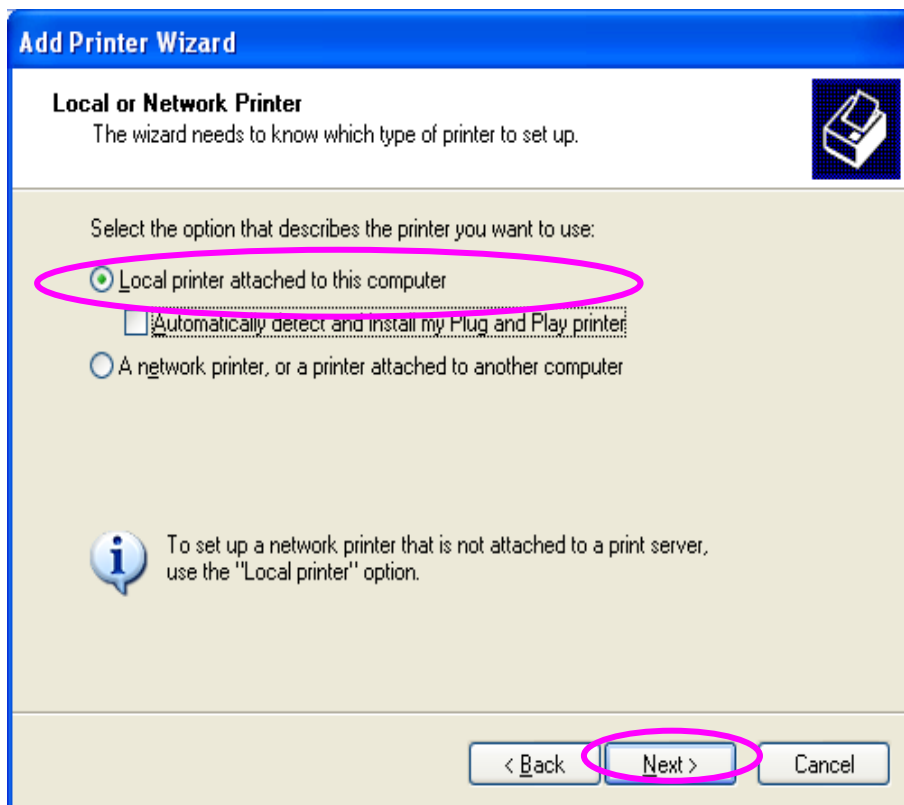 Add Printer Wizard
Local or Network Printer
The wizard needs to know which type of printer to set up.
Select the option that describes the printer you want to use:
Local printer attached to this computer
Automatically detect and install my Plug and Play printer
A network printer, or a printer attached to another computer
To set up a network printer that is not attached to a print server,
use the "Local printer" option.
< Back Next > Cancel